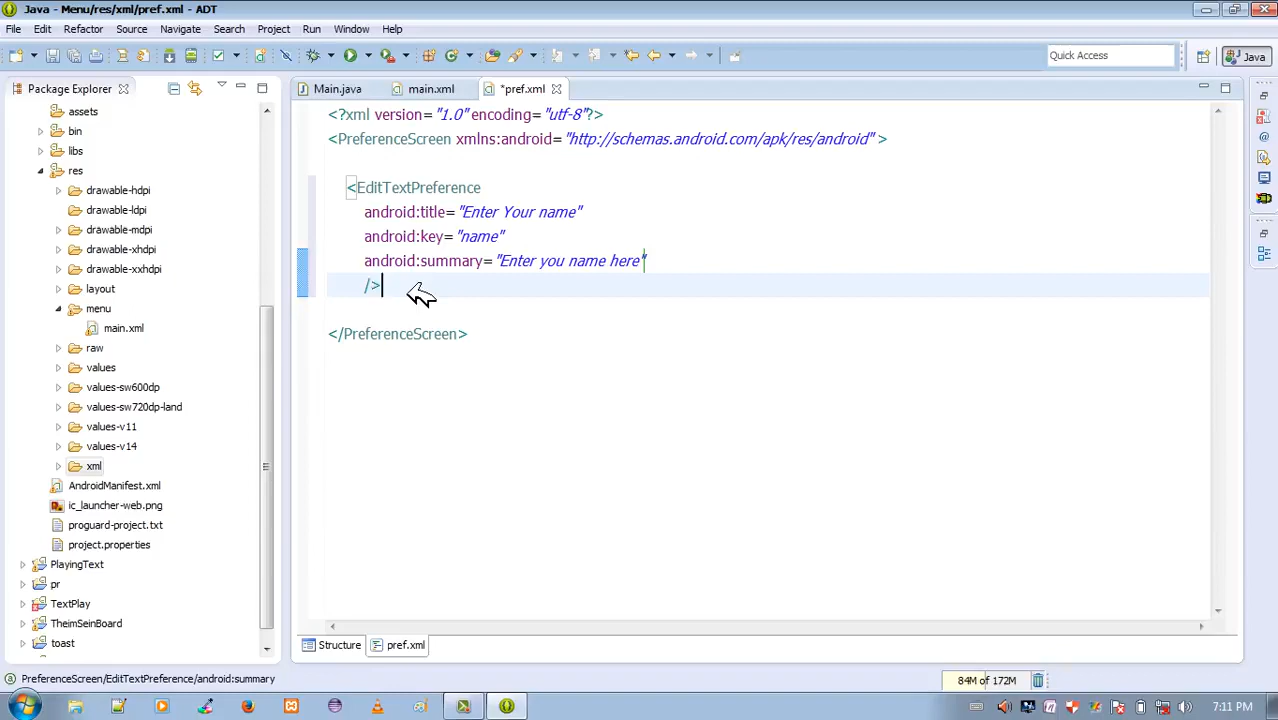 Java - Menu/res/xml/pref.xml - ADT
File Edit Refactor Source Navigate Search Project Run Window Help
Quick Access
Java
Package Explorer
Main.java
main.xml
*pref.xml
assets
bin
libs
res
drawable-hdpi
drawable-ldpi
drawable-mdpi
drawable-xhdpi
drawable-xxhdpi
layout
menu
main.xml
raw
values
values-sw600dp
values-sw720dp-land
values-v11
values-v14
xml
AndroidManifest.xml
ic_launcher-web.png
proguard-project.txt
project.properties
PlayingText
pr
TextPlay
TheimSeinBoard
toast
<?xml version="1.0" encoding="utf-8"?>
<PreferenceScreen xmlns:android="http://schemas.android.com/apk/res/android" >
<EditTextPreference
android:title="Enter Your name"
android:key="name"
android:summary="Enter you name here"
/>
</PreferenceScreen>
Structure
pref.xml
PreferenceScreen/EditTextPreference/android:summary
84M of 172M
7:11 PM